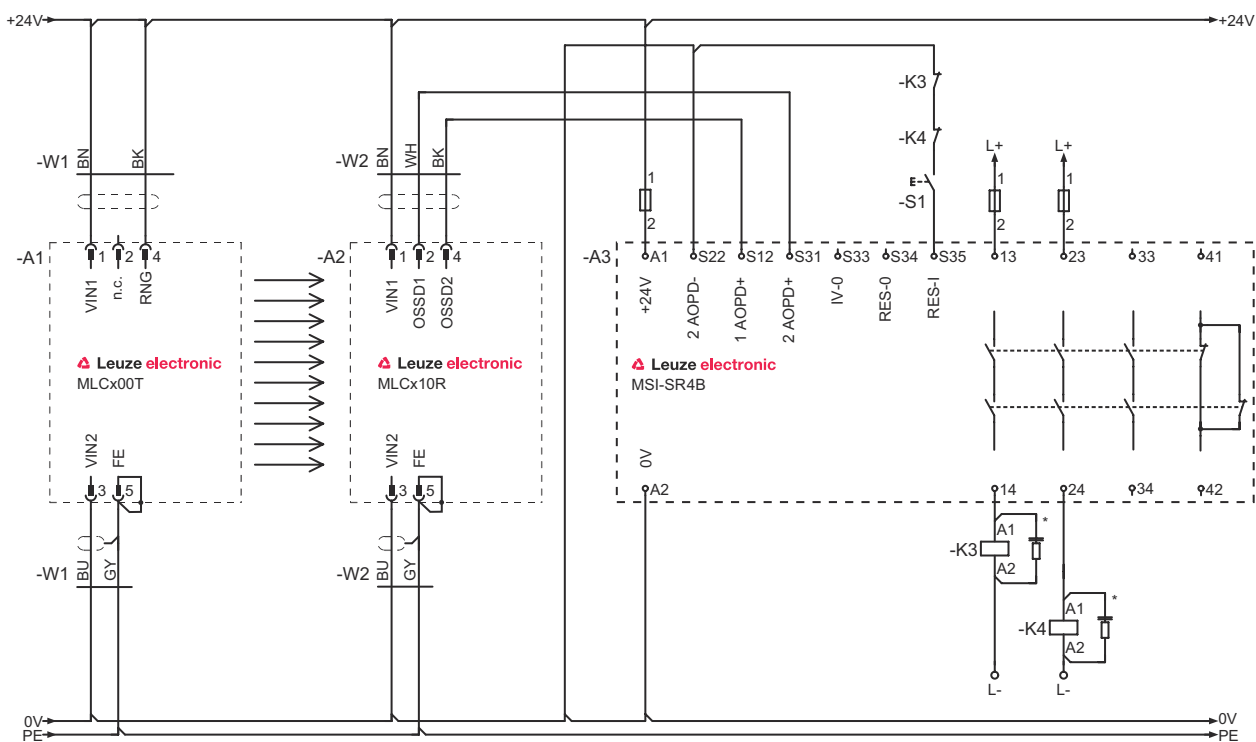 +24V +24V
-K3
-K4 L+ L+
-W1 BN BK -W2 BN WH BK
E -S1
1 1 1
2 2 2
-A1 1 2 4 -A2 1 2 4 -A3 A1 S22 S12 S31 S33 S34 S35 13 23 33 41
VIN1 n.c. RNG VIN1 OSSD1 OSSD2 +24V 2 AOPD- 1 AOPD+ 2 AOPD+ IV-0 RES-0 RES-I
Leuze electronic Leuze electronic Leuze electronic
MLCx00T MLCx10R MSI-SR4B
VIN2 FE VIN2 FE 0V
3 5 3 5 A2 14 24 34 42
A1 *
-K3
A2
-W1 BU GY -W2 BU GY
A1 *
-K4
A2
L- L-
0V 0V
PE PE